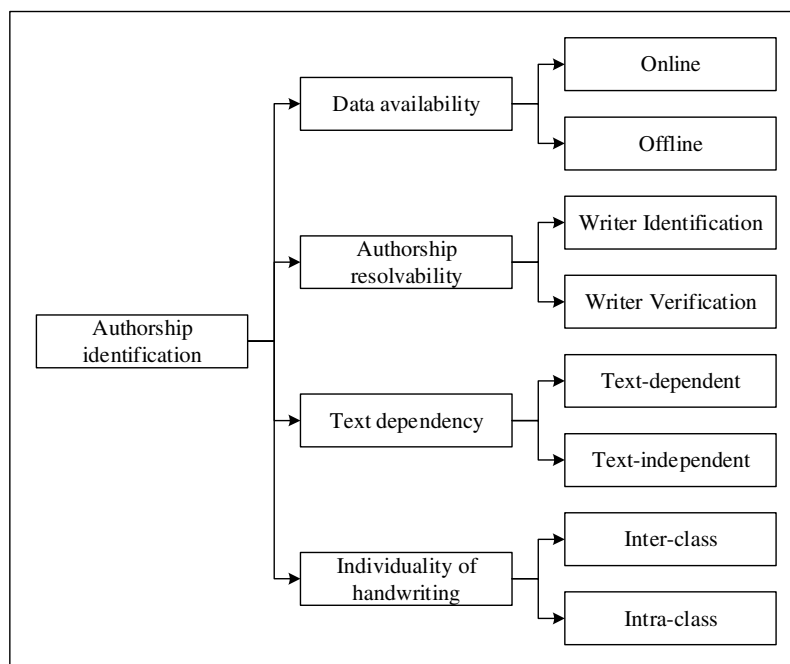 Online
Data availability
Offline
Writer Identification
Authorship
resolvability
Writer Verification
Authorship
identification
Text-dependent
Text dependency
Text-independent
Inter-class
Individuality of
handwriting
Intra-class